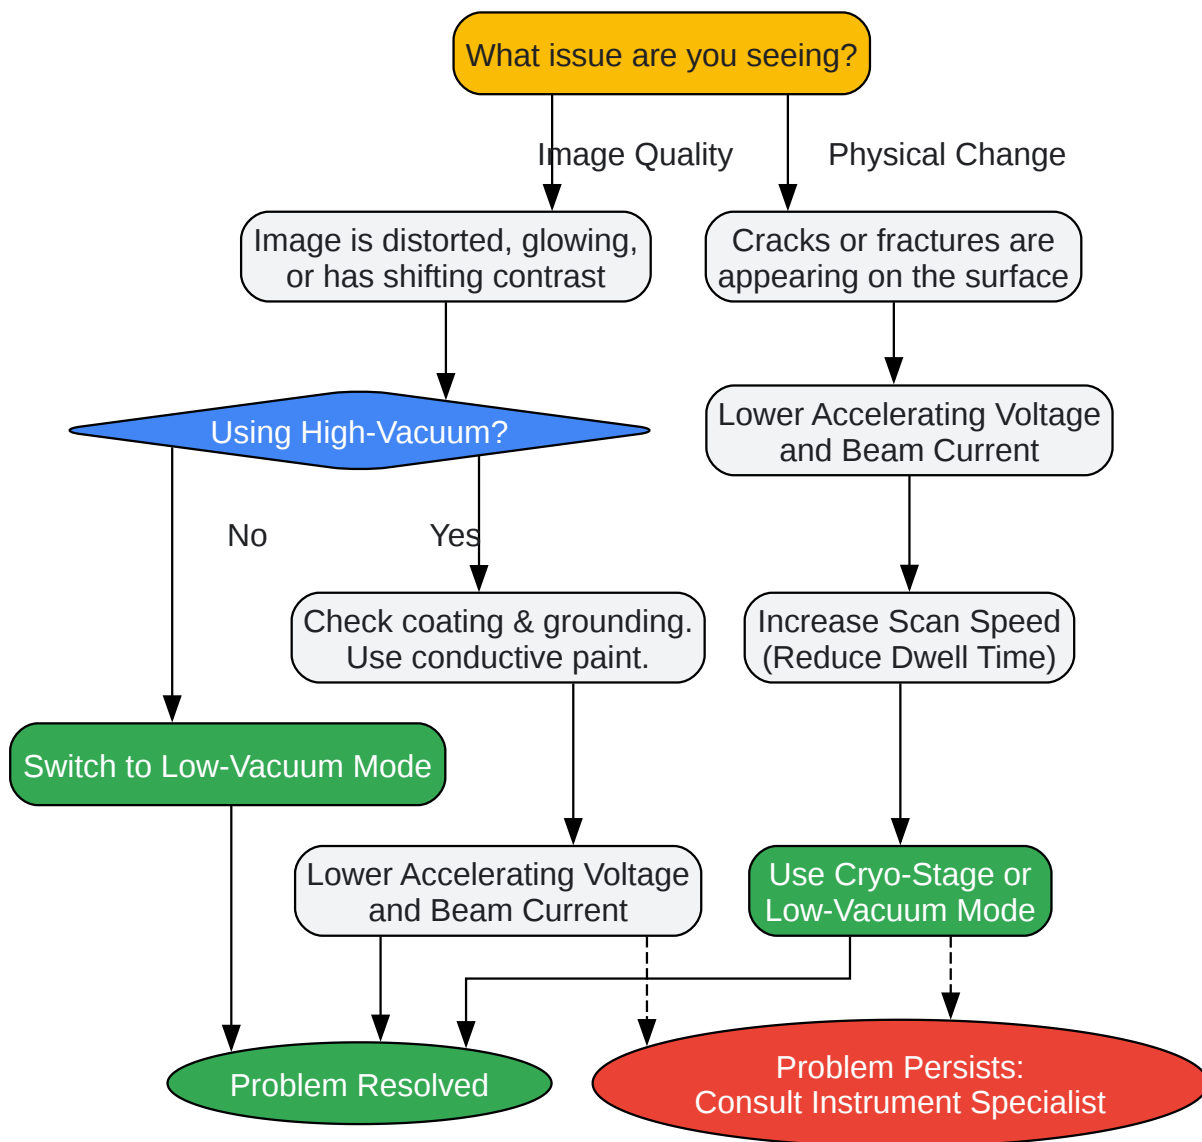 What issue are you seeing?
Image Quality
Physical Change
Image is distorted, glowing,
or has shifting contrast
Cracks or fractures are
appearing on the surface
Using High-Vacuum?
Lower Accelerating Voltage
and Beam Current
No
Yes
Check coating & grounding.
Use conductive paint.
Increase Scan Speed
(Reduce Dwell Time)
Switch to Low-Vacuum Mode
Lower Accelerating Voltage
and Beam Current
Use Cryo-Stage or
Low-Vacuum Mode
Problem Resolved
Problem Persists:
Consult Instrument Specialist